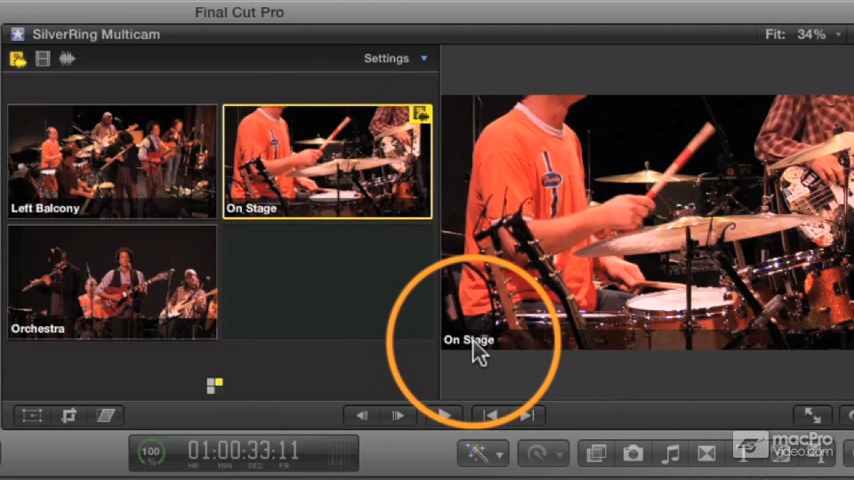 Final Cut Pro
SilverRing Multicam
Fit: 34%
Settings
Left Balcony
On Stage
Orchestra
On Stage
100
%
01:00:33:11
HR MIN SEC FR
macPro
Video.com